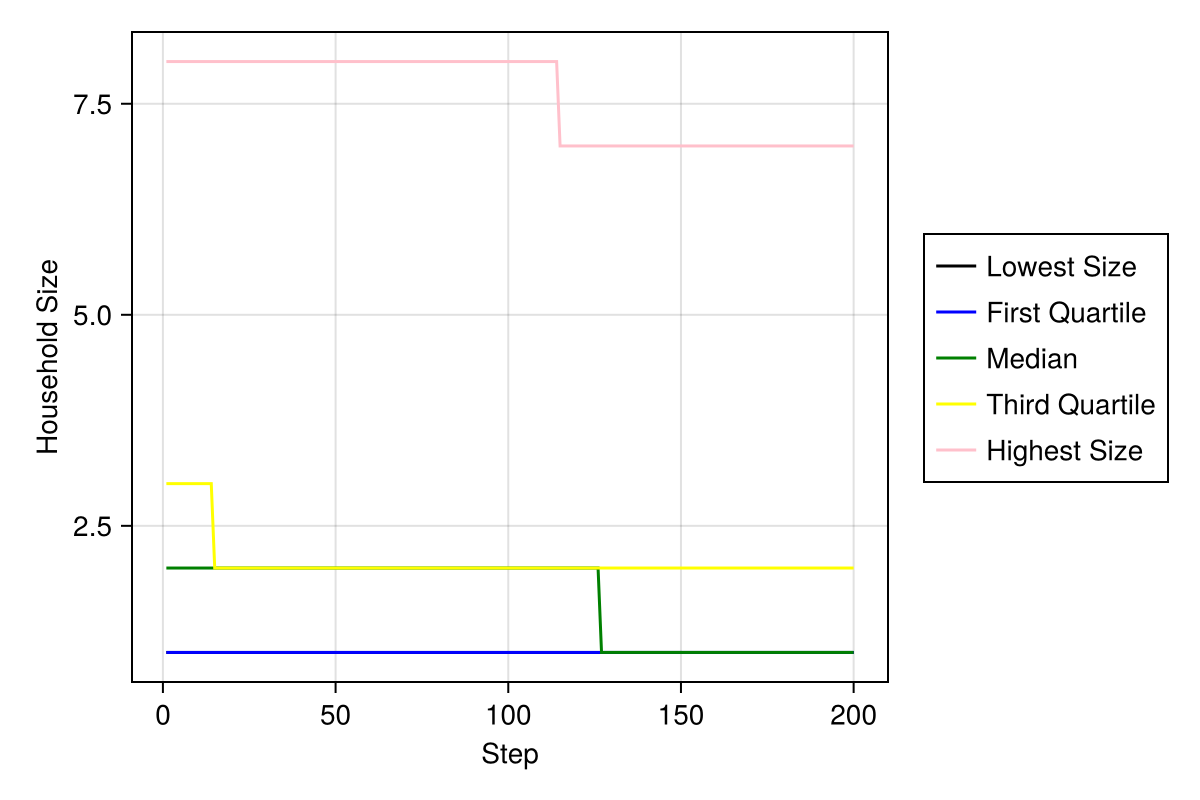 7.5
5.0
2.5
Household Size
0 50 100 150 200
Step
Lowest Size
First Quartile
Median
Third Quartile
Highest Size